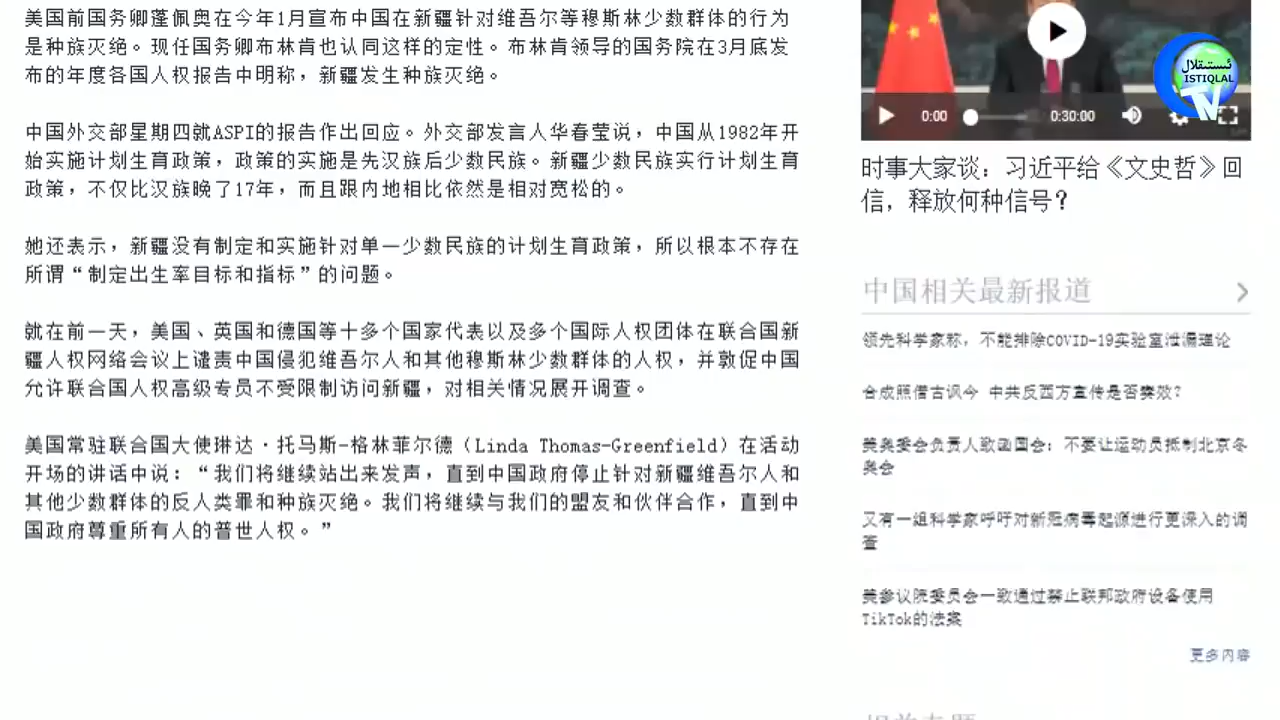 美国前国务卿蓬佩奥在今年1月宣布中国在新疆针对维吾尔等穆斯林少数群体的行为
是种族灭绝。现任国务卿布林肯也认同这样的定性。布林肯领导的国务院在3月底发
布的年度各国人权报告中明称，新疆发生种族灭绝。
中国外交部星期四就ASPI的报告作出回应。外交部发言人华春莹说，中国从1982年开
始实施计划生育政策，政策的实施是先汉族后少数民族。新疆少数民族实行计划生育
政策，不仅比汉族晚了17年，而且跟内地相比依然是相对宽松的。
她还表示，新疆没有制定和实施针对单一少数民族的计划生育政策，所以根本不存在
所谓“制定出生率目标和指标”的问题。
就在前一天，美国、英国和德国等十多个国家代表以及多个国际人权团体在联合国新
疆人权网络会议上谴责中国侵犯维吾尔人和其他穆斯林少数群体的人权，并敦促中国
允许联合国人权高级专员不受限制访问新疆，对相关情况展开调查。
美国常驻联合国大使琳达·托马斯-格林菲尔德（Linda Thomas-Greenfield）在活动
开场的讲话中说：“我们将继续站出来发声，直到中国政府停止针对新疆维吾尔人和
其他少数群体的反人类罪和种族灭绝。我们将继续与我们的盟友和伙伴合作，直到中
国政府尊重所有人的普世人权。”
ئىستىقلال
ISTIQLAL
TV
0:00
0:30:00
时事大家谈：习近平给《文史哲》回
信，释放何种信号？
中国相关最新报道
领先科学家称，不能排除COVID-19实验室泄漏理论
合成照借古讽今 中共反西方宣传是否奏效？
美奥委会负责人致函国会：不要让运动员抵制北京冬
奥会
又有一组科学家呼吁对新冠病毒起源进行更深入的调
查
美参议院委员会一致通过禁止联邦政府设备使用
TikTok的法案
更多内容